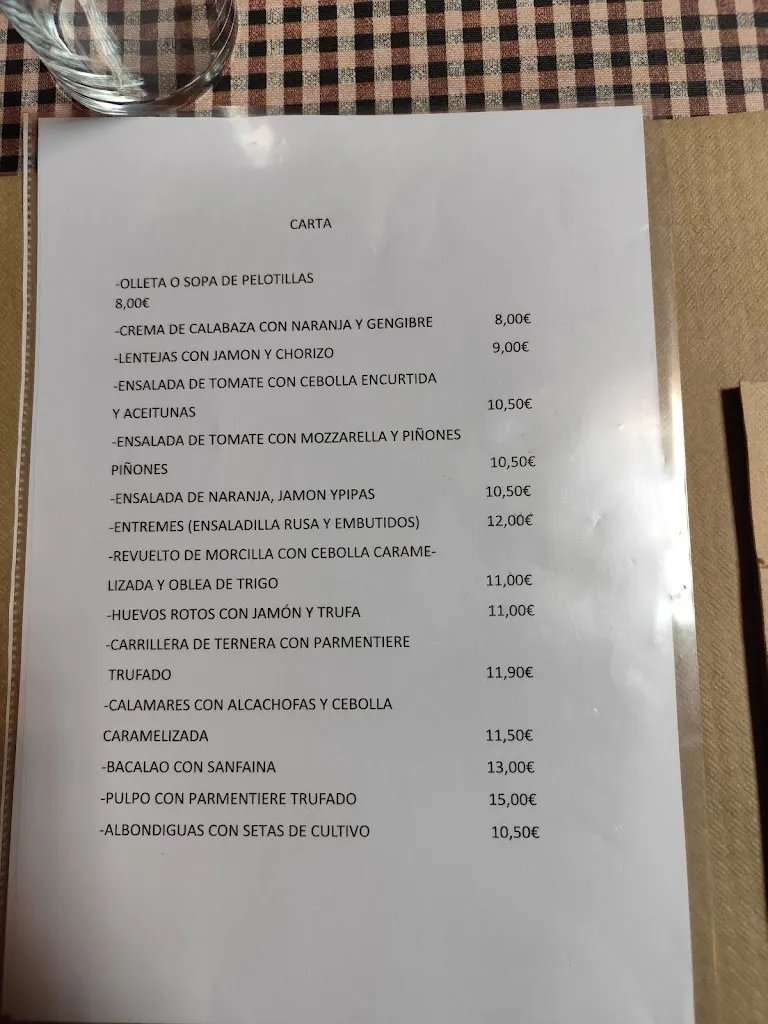 CARTA
-OLLETA O SOPA DE PELOTILLAS
8,00€
-CREMA DE CALABAZA CON NARANJA Y GENGIBRE 8,00€
-LENTEJAS CON JAMON Y CHORIZO 9,00€
-ENSALADA DE TOMATE CON CEBOLLA ENCURTIDA
Y ACEITUNAS 10,50€
-ENSALADA DE TOMATE CON MOZZARELLA Y PIÑONES
PIÑONES 10,50€
-ENSALADA DE NARANJA, JAMON YPIPAS 10,50€
-ENTREMES (ENSALADILLA RUSA Y EMBUTIDOS) 12,00€
-REVUELTO DE MORCILLA CON CEBOLLA CARAME-
LIZADA Y OBLEA DE TRIGO 11,00€
-HUEVOS ROTOS CON JAMÓN Y TRUFA 11,00€
-CARRILLERA DE TERNERA CON PARMENTIERE
TRUFADO 11,90€
-CALAMARES CON ALCACHOFAS Y CEBOLLA
CARAMELIZADA 11,50€
-BACALAO CON SANFAINA 13,00€
-PULPO CON PARMENTIERE TRUFADO 15,00€
-ALBONDIGUAS CON SETAS DE CULTIVO 10,50€